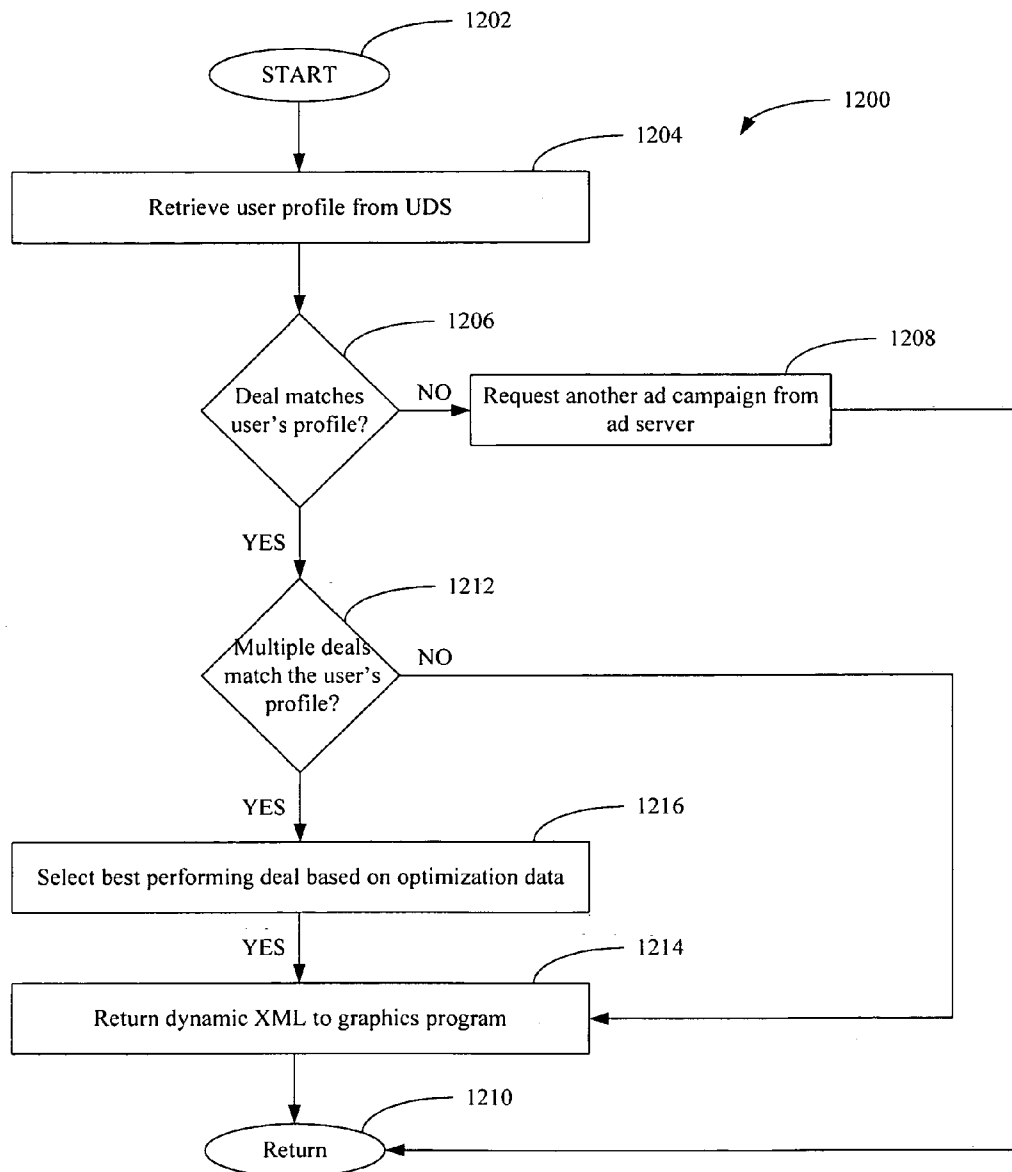 1202
START
1200
1204
Retrieve user profile from UDS
1206
1208
Deal matches
user's profile?
NO
Request another ad campaign from
ad server
YES
1212
Multiple deals
match the user's
profile?
NO
YES
1216
Select best performing deal based on optimization data
YES
1214
Return dynamic XML to graphics program
1210
Return